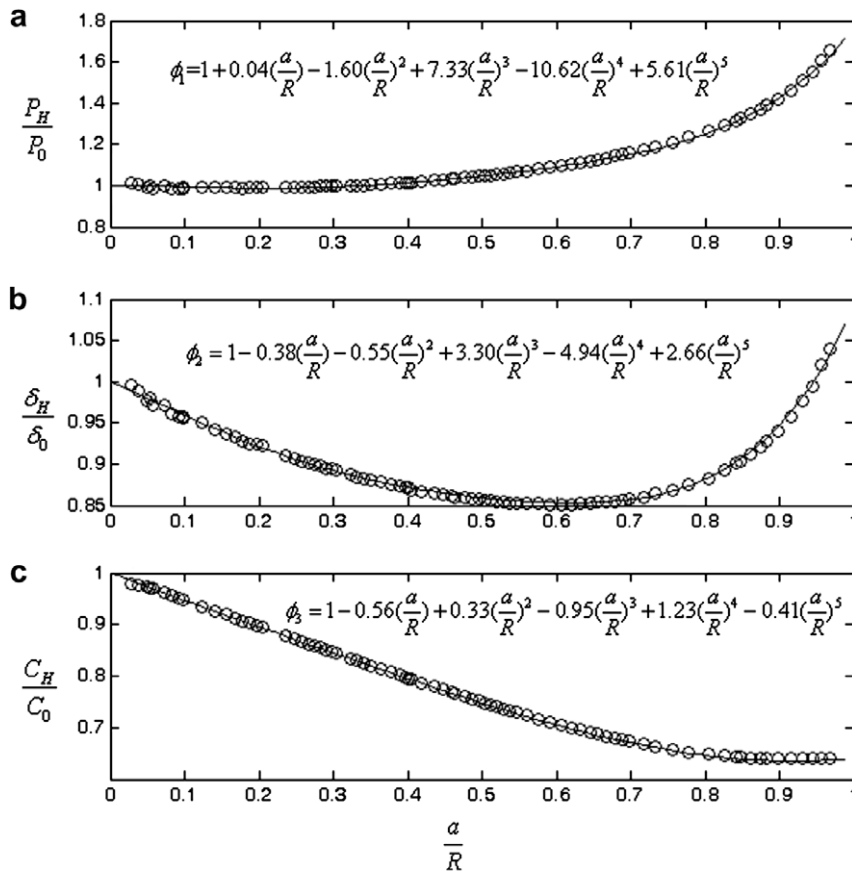 a
1.8
1.6
1.4
1.2
1
0.8
P_H / P_0
ϕ₁=1+0.04(a/R)−1.60(a/R)²+7.33(a/R)³−10.62(a/R)⁴+5.61(a/R)⁵
0 0.1 0.2 0.3 0.4 0.5 0.6 0.7 0.8 0.9 1
b
1.1
1.05
1
0.95
0.9
0.85
δ_H / δ_0
ϕ₂=1−0.38(a/R)−0.55(a/R)²+3.30(a/R)³−4.94(a/R)⁴+2.66(a/R)⁵
0 0.1 0.2 0.3 0.4 0.5 0.6 0.7 0.8 0.9 1
c
1
0.9
0.8
0.7
C_H / C_0
ϕ₃=1−0.56(a/R)+0.33(a/R)²−0.95(a/R)³+1.23(a/R)⁴−0.41(a/R)⁵
0 0.1 0.2 0.3 0.4 0.5 0.6 0.7 0.8 0.9 1
a / R